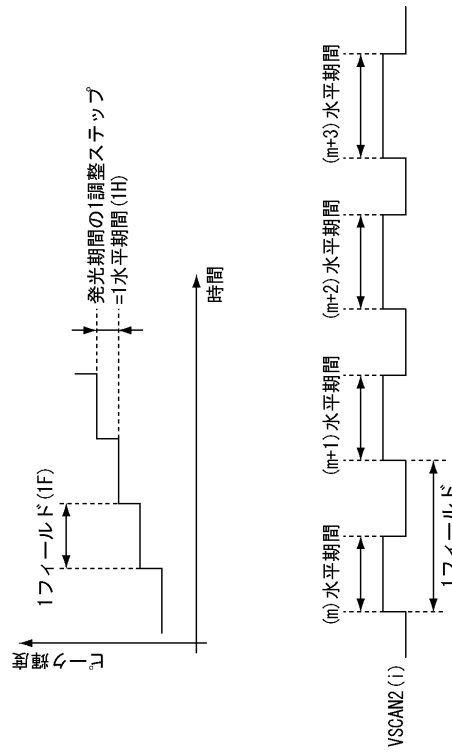 ピーク輝度
1フィールド(1F)
発光期間の1調整ステップ
=1水平期間(1H)
時間
VSCAN2(i)
(m)水平期間
(m+1)水平期間
(m+2)水平期間
(m+3)水平期間
1フィールド